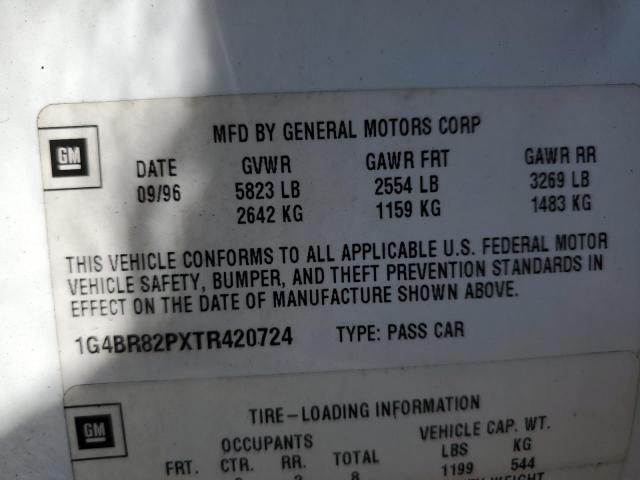 GM
MFD BY GENERAL MOTORS CORP
DATE GVWR GAWR FRT GAWR RR
09/96 5823 LB 2554 LB 3269 LB
2642 KG 1159 KG 1483 KG
THIS VEHICLE CONFORMS TO ALL APPLICABLE U.S. FEDERAL MOTOR
VEHICLE SAFETY, BUMPER, AND THEFT PREVENTION STANDARDS IN
EFFECT ON THE DATE OF MANUFACTURE SHOWN ABOVE.
1G4BR82PXTR420724 TYPE: PASS CAR
GM
TIRE-LOADING INFORMATION
OCCUPANTS VEHICLE CAP. WT.
FRT. CTR. RR. TOTAL LBS KG
8 1199 544
WEIGHT